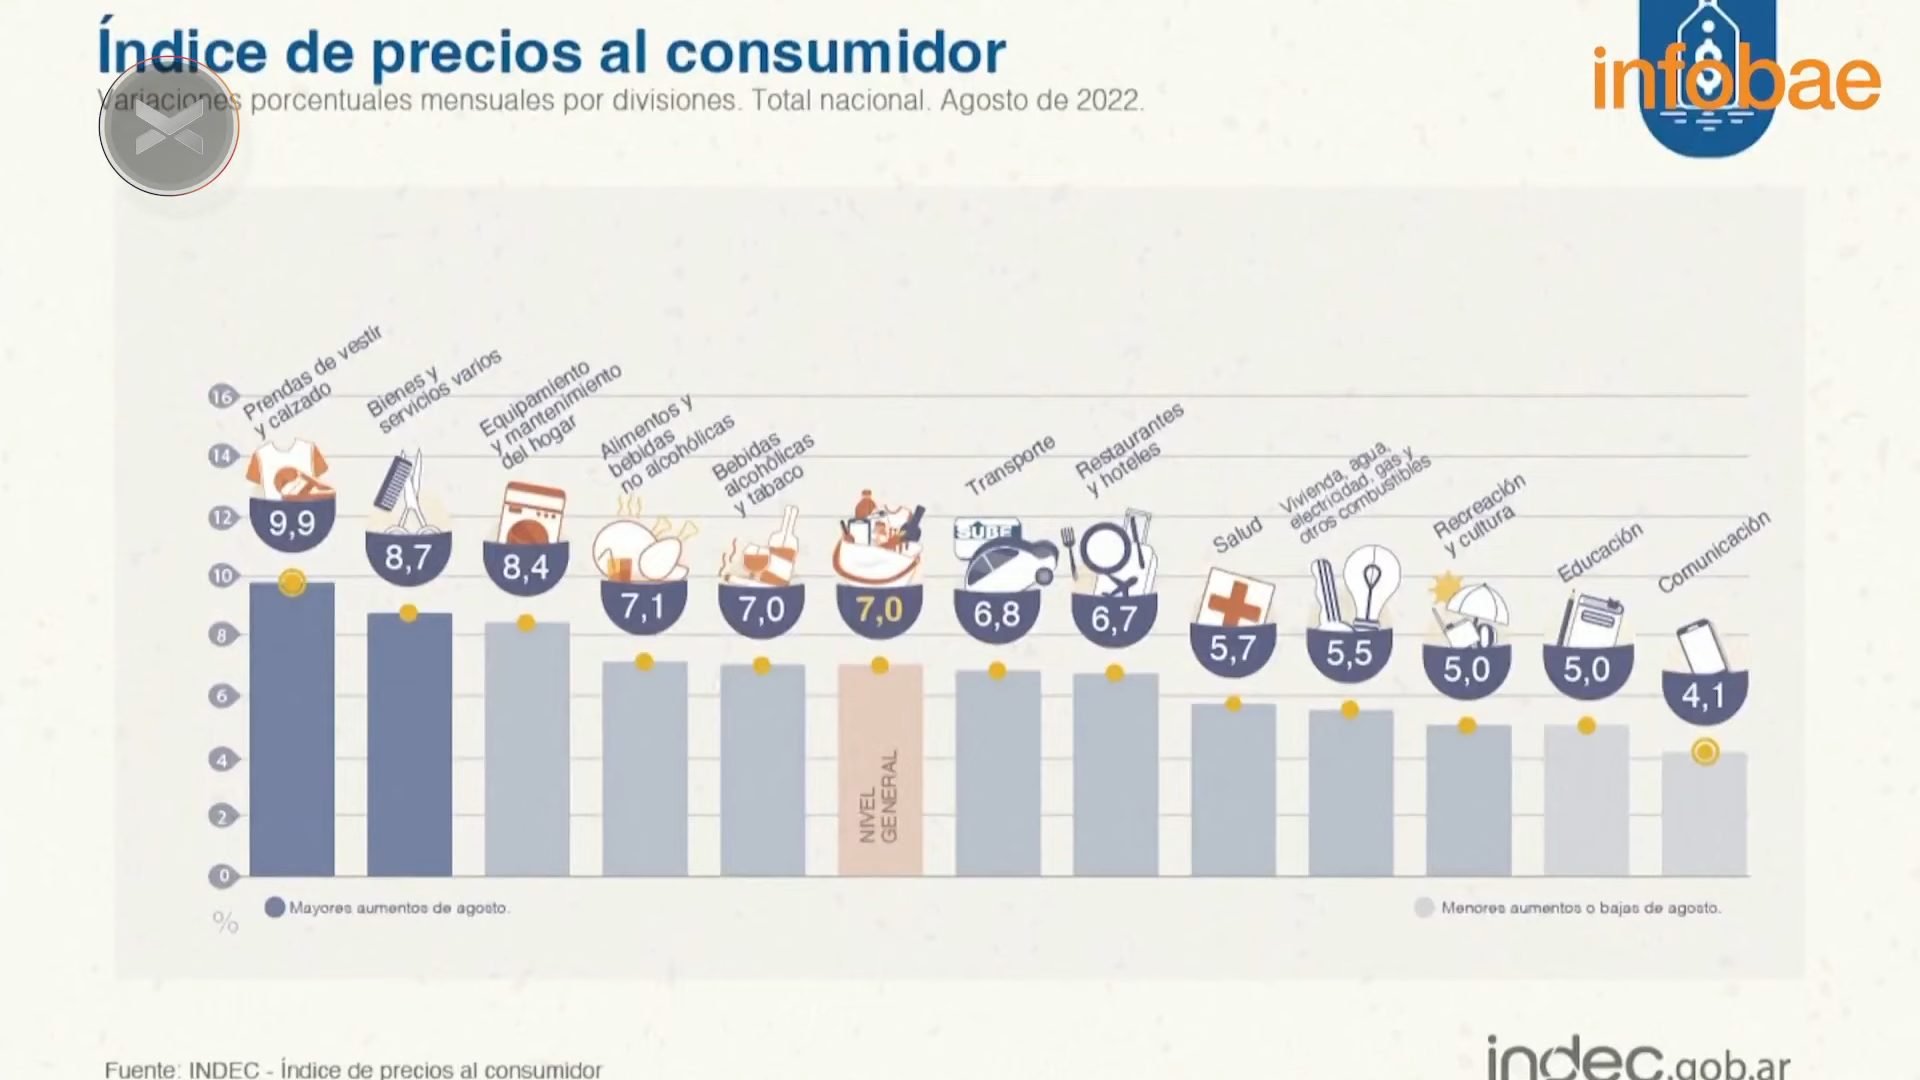 Índice de precios al consumidor
Variaciones porcentuales mensuales por divisiones. Total nacional. Agosto de 2022.
infobae
Prendas de vestir
y calzado
Bienes y
servicios varios
Equipamiento
y mantenimiento
del hogar
Alimentos y
bebidas
no alcohólicas
Bebidas
alcohólicas
y tabaco
Transporte
Restaurantes
y hoteles
Salud
Vivienda, agua,
electricidad, gas y
otros combustibles
Recreación
y cultura
Educación
Comunicación
16
14
12
10
8
6
4
2
0
%
SUBE
9,9
8,7
8,4
7,1
7,0
7,0
6,8
6,7
5,7
5,5
5,0
5,0
4,1
NIVEL
GENERAL
Mayores aumentos de agosto.
Menores aumentos o bajas de agosto.
Fuente: INDEC - Índice de precios al consumidor
indec.gob.ar